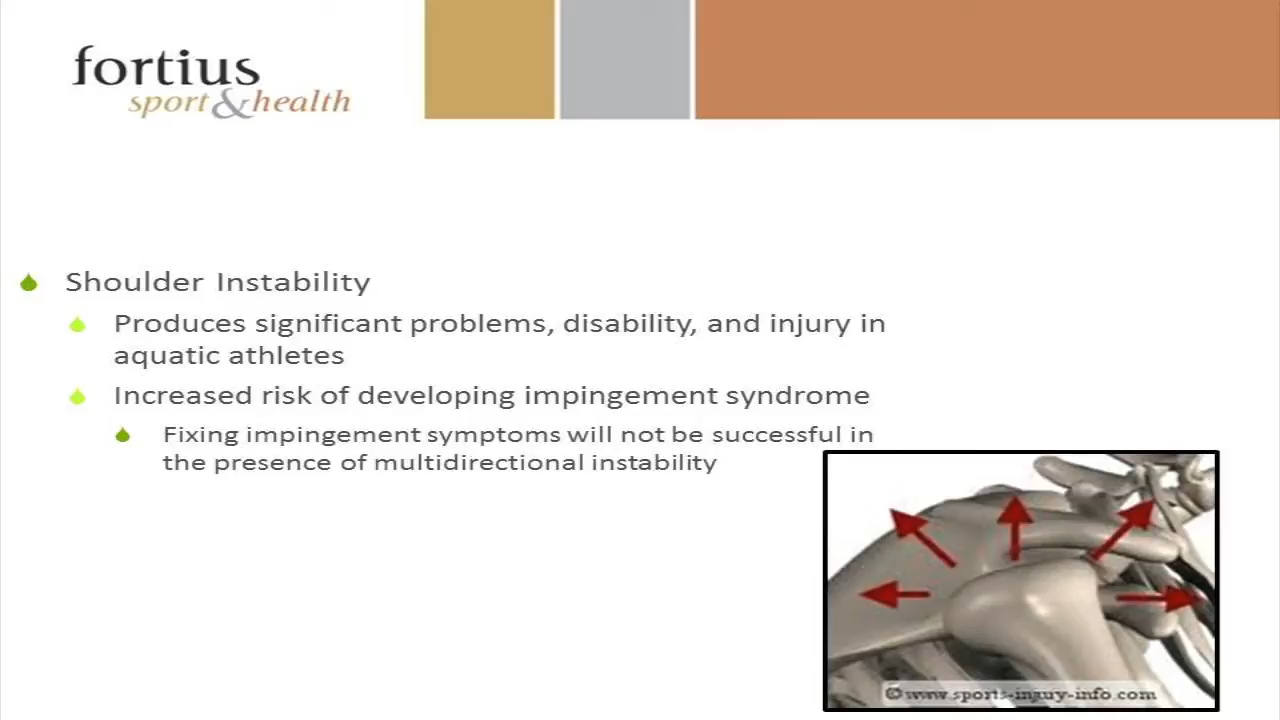 fortius
sport&health
Shoulder Instability
Produces significant problems, disability, and injury in
aquatic athletes
Increased risk of developing impingement syndrome
Fixing impingement symptoms will not be successful in
the presence of multidirectional instability
©www.sports-injury-info.com